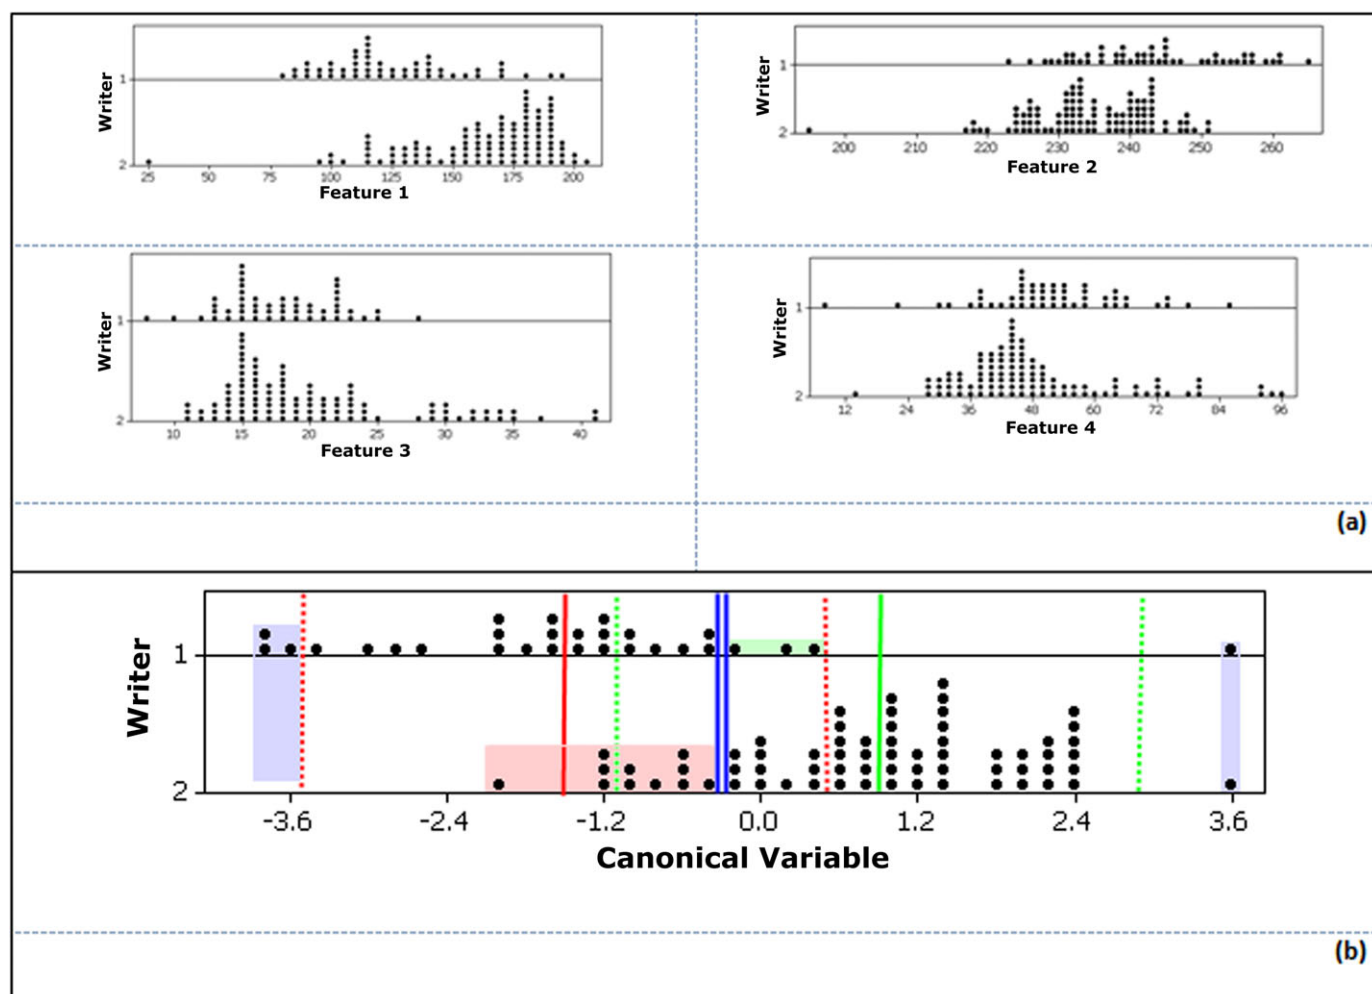 Writer
1
2
25 50 75 100 125 150 175 200
Feature 1
Writer
1
2
200 210 220 230 240 250 260
Feature 2
Writer
1
2
10 15 20 25 30 35 40
Feature 3
Writer
1
2
12 24 36 48 60 72 84 96
Feature 4
(a)
Writer
1
2
-3.6 -2.4 -1.2 0.0 1.2 2.4 3.6
Canonical Variable
(b)